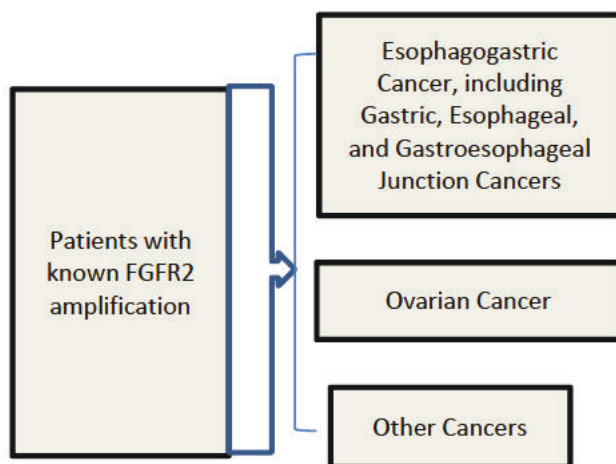 Patients with
known FGFR2
amplification
Esophagogastric
Cancer, including
Gastric, Esophageal,
and Gastroesophageal
Junction Cancers
Ovarian Cancer
Other Cancers